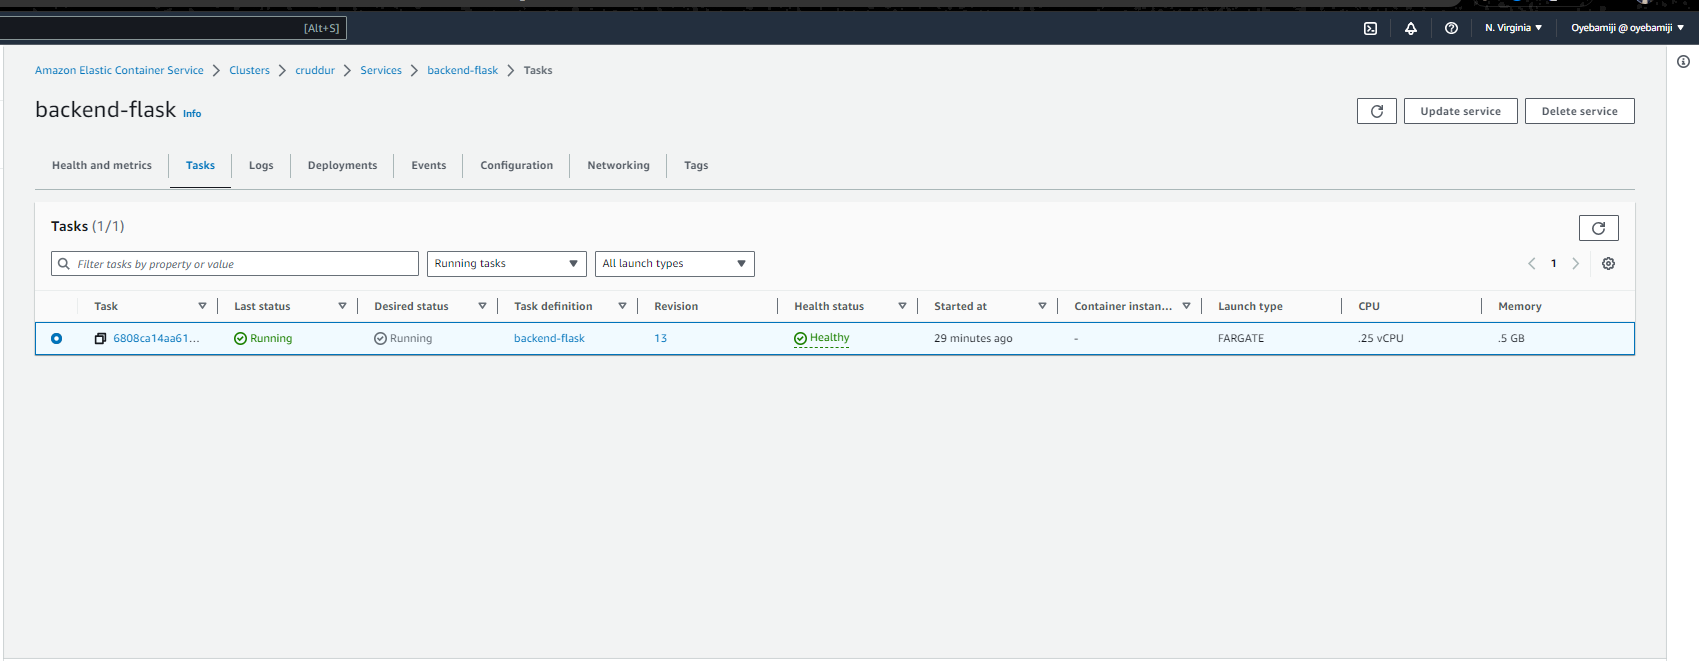 [Alt+S]
N. Virginia ▼
Oyebamiji @ oyebamiji ▼
Amazon Elastic Container Service > Clusters > cruddur > Services > backend-flask > Tasks
backend-flask Info
Update service
Delete service
Health and metrics
Tasks
Logs
Deployments
Events
Configuration
Networking
Tags
Tasks (1/1)
Filter tasks by property or value
Running tasks
All launch types
1
Task Last status Desired status Task definition Revision Health status Started at Container instan... Launch type CPU Memory
6808ca14aa61... Running Running backend-flask 13 Healthy 29 minutes ago - FARGATE .25 vCPU .5 GB